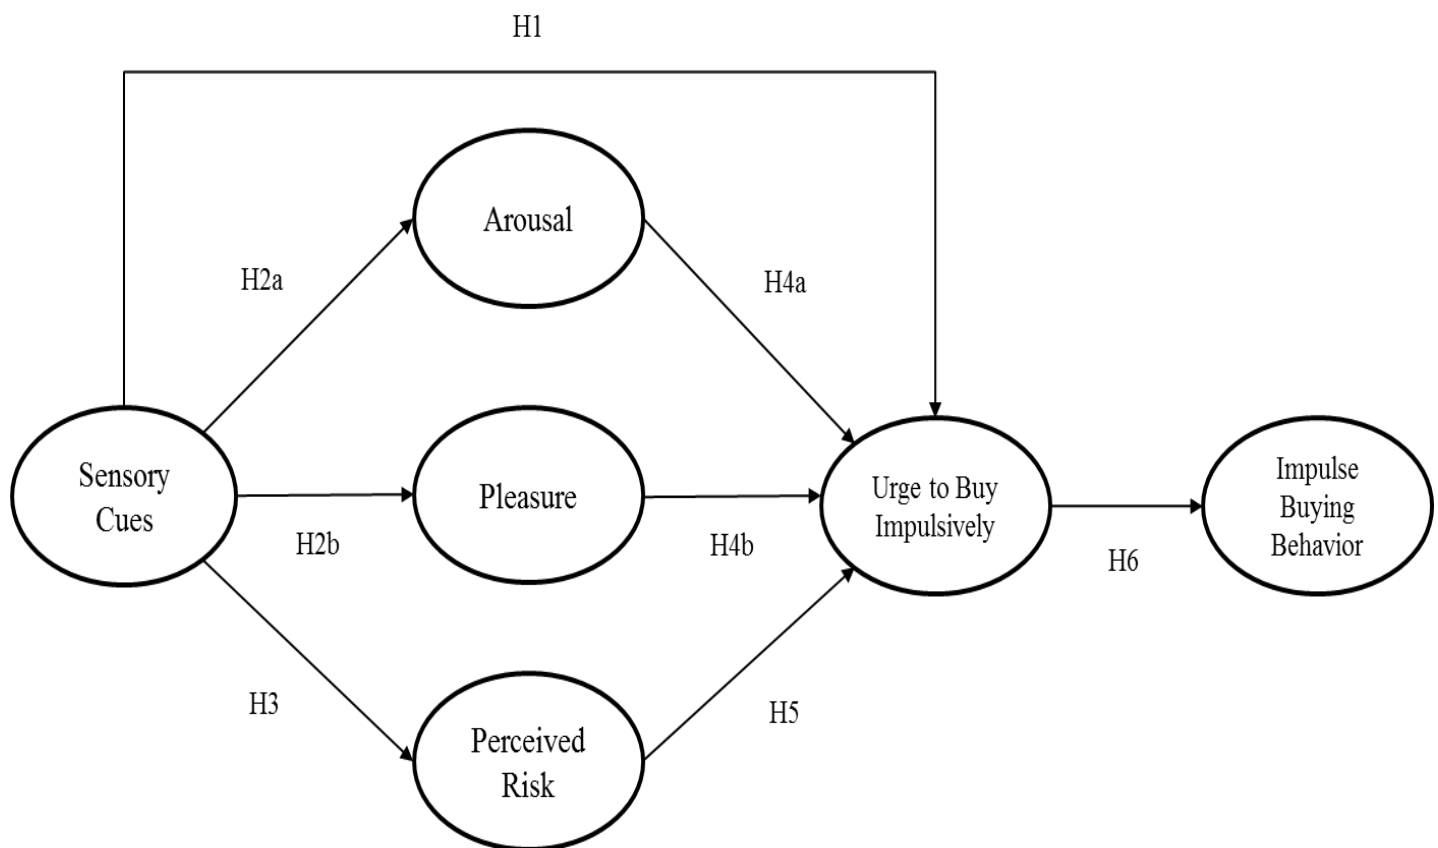 H1
Arousal
H2a
H4a
Sensory
Cues
Pleasure
Urge to Buy
Impulsively
Impulse
Buying
Behavior
H2b
H4b
H6
H3
H5
Perceived
Risk